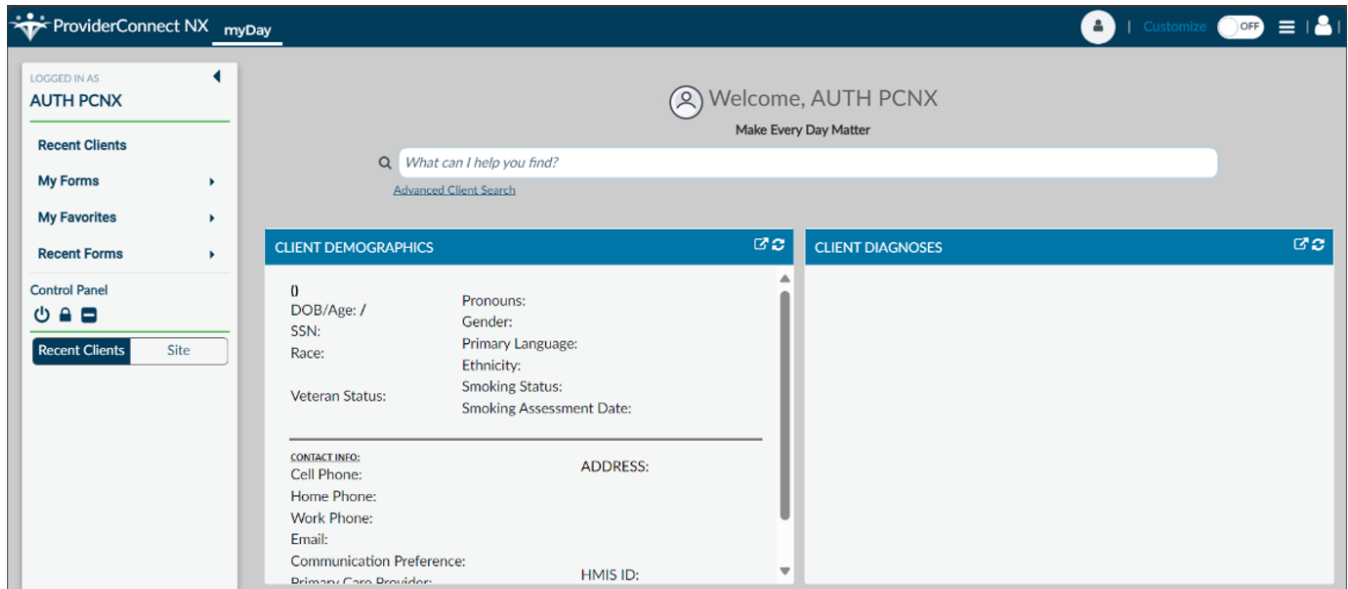 ProviderConnect NX myDay
| Customize OFF | |
LOGGED IN AS
AUTH PCNX
Recent Clients
My Forms
My Favorites
Recent Forms
Control Panel
Recent Clients Site
Welcome, AUTH PCNX
Make Every Day Matter
What can I help you find?
Advanced Client Search
CLIENT DEMOGRAPHICS
()
DOB/Age: /
SSN:
Race:
Veteran Status:
Pronouns:
Gender:
Primary Language:
Ethnicity:
Smoking Status:
Smoking Assessment Date:
CONTACT INFO:
Cell Phone:
Home Phone:
Work Phone:
Email:
Communication Preference:
Primary Care Provider:
ADDRESS:
HMIS ID:
CLIENT DIAGNOSES